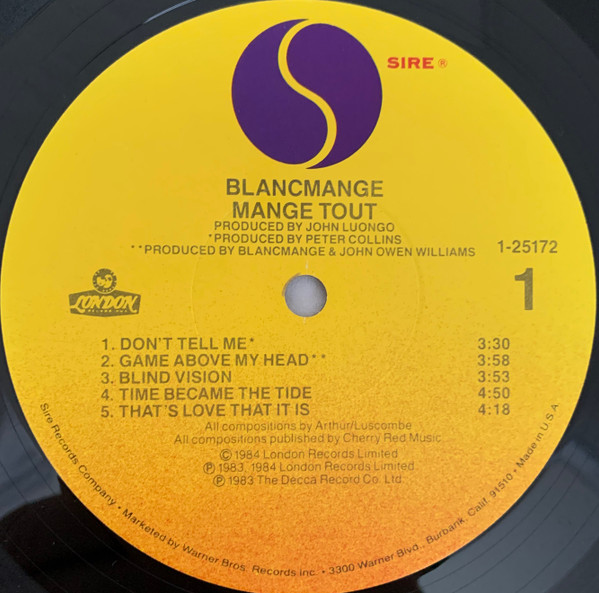 SIRE ®
BLANCMANGE
MANGE TOUT
PRODUCED BY JOHN LUONGO
*PRODUCED BY PETER COLLINS
**PRODUCED BY BLANCMANGE & JOHN OWEN WILLIAMS
1-25172
1
LONDON
1. DON'T TELL ME* 3:30
2. GAME ABOVE MY HEAD** 3:58
3. BLIND VISION 3:53
4. TIME BECAME THE TIDE 4:50
5. THAT'S LOVE THAT IT IS 4:18
All compositions by Arthur/Luscombe
All compositions published by Cherry Red Music
Ⓒ 1984 London Records Limited
Ⓟ 1983, 1984 London Records Limited
Ⓟ 1983 The Decca Record Co. Ltd.
Sire Records Company • Marketed by Warner Bros. Records Inc. • 3300 Warner Blvd., Burbank, Calif. 91510 • Made in U.S.A.